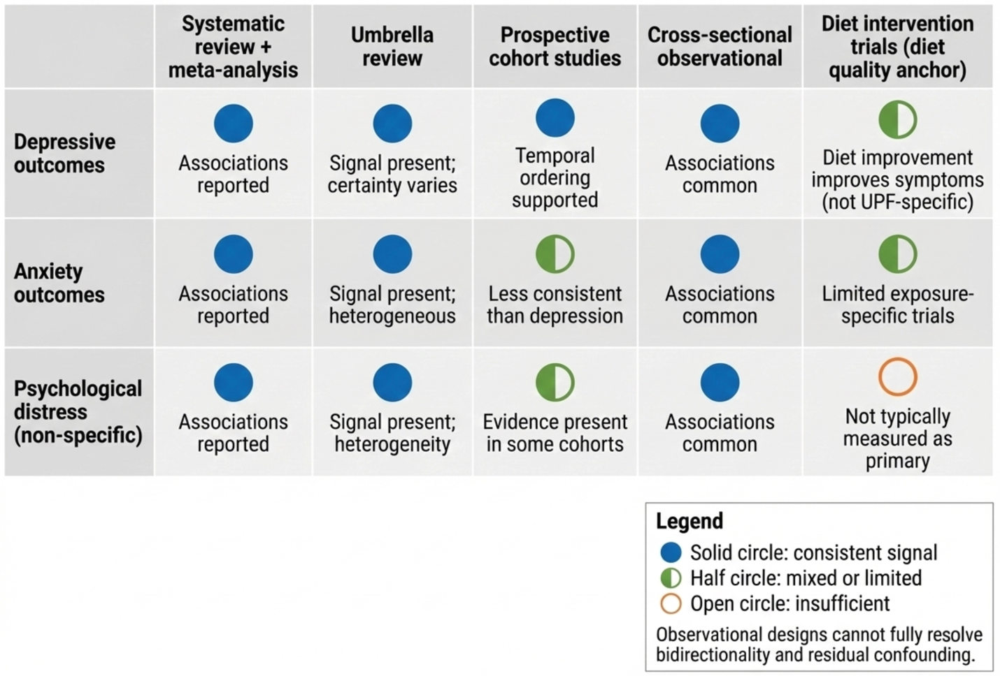 Systematic
review +
meta-analysis
Umbrella
review
Prospective
cohort studies
Cross-sectional
observational
Diet intervention
trials (diet
quality anchor)
Depressive
outcomes
Associations
reported
Signal present;
certainty varies
Temporal
ordering
supported
Associations
common
Diet improvement
improves symptoms
(not UPF-specific)
Anxiety
outcomes
Associations
reported
Signal present;
heterogeneous
Less consistent
than depression
Associations
common
Limited exposure-
specific trials
Psychological
distress
(non-specific)
Associations
reported
Signal present;
heterogeneity
Evidence present
in some cohorts
Associations
common
Not typically
measured as
primary
Legend
Solid circle: consistent signal
Half circle: mixed or limited
Open circle: insufficient
Observational designs cannot fully resolve
bidirectionality and residual confounding.